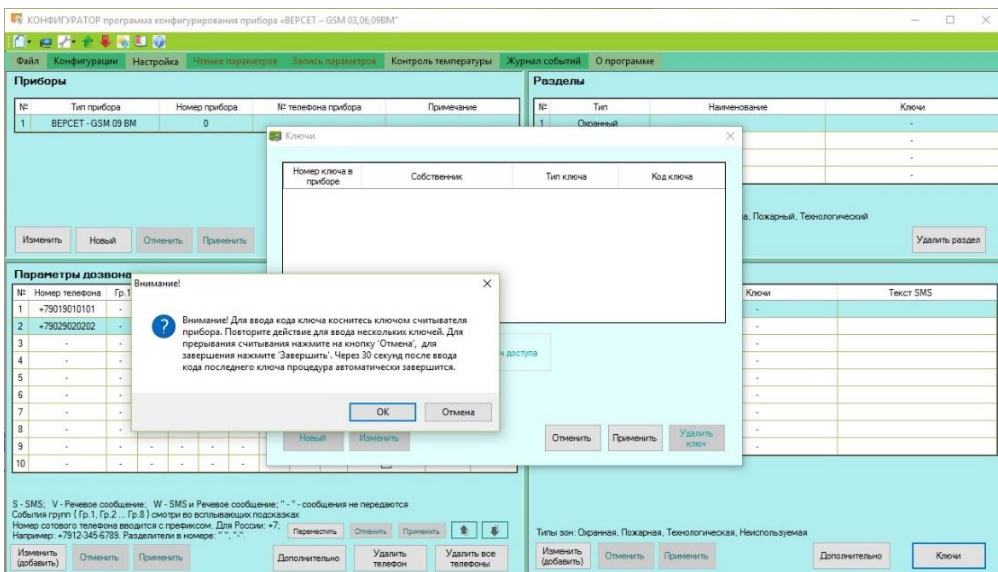 КОНФИГУРАТОР программа конфигурирования прибора «ВЕРСЕТ – GSM 03,06,09ВМ"
Файл Конфигурации Настройка Чтение параметров Запись параметров Контроль температуры Журнал событий О программе
Приборы
№ Тип прибора Номер прибора № телефона прибора Примечание
1 ВЕРСЕТ - GSM 09 ВМ 0
Изменить Новый Отменить Применить
Разделы
№ Тип Наименование Ключи
1 Охранный -
-
-
-
а, Пожарный, Технологический
Удалить раздел
Ключи
Номер ключа в приборе Собственник Тип ключа Код ключа
доступа
Новый Изменить Отменить Применить Удалить ключ
Внимание!
Внимание! Для ввода кода ключа коснитесь ключом считывателя
прибора. Повторите действие для ввода нескольких ключей. Для
прерывания считывания нажмите на кнопку 'Отмена', для
завершения нажмите 'Завершить'. Через 30 секунд после ввода
кода последнего ключа процедура автоматически завершится.
OK Отмена
Параметры дозвона
№ Номер телефона Гр.1
1 +79019010101 -
2 +79029020202 -
3 - -
4 - -
5 - -
6 - -
7 - -
8 - -
9 - - - - - - -
10 - - - - - - -
S - SMS; V - Речевое сообщение; W - SMS и Речевое сообщение; " - " - сообщения не передаются
События групп ( Гр.1, Гр.2 ... Гр.8 ) смотри во всплывающих подсказках
Номер сотового телефона вводится с префиксом. Для России: +7;
Например: +7912-345-6789. Разделители в номере: " ", "-".
Переместить Отменить Применить
Изменить (добавить) Отменить Применить Дополнительно Удалить телефон Удалить все телефоны
Ключи Текст SMS
-
-
-
-
-
-
-
-
Типы зон: Охранная, Пожарная, Технологическая, Неиспользуемая
Изменить (добавить) Отменить Применить Дополнительно Ключи